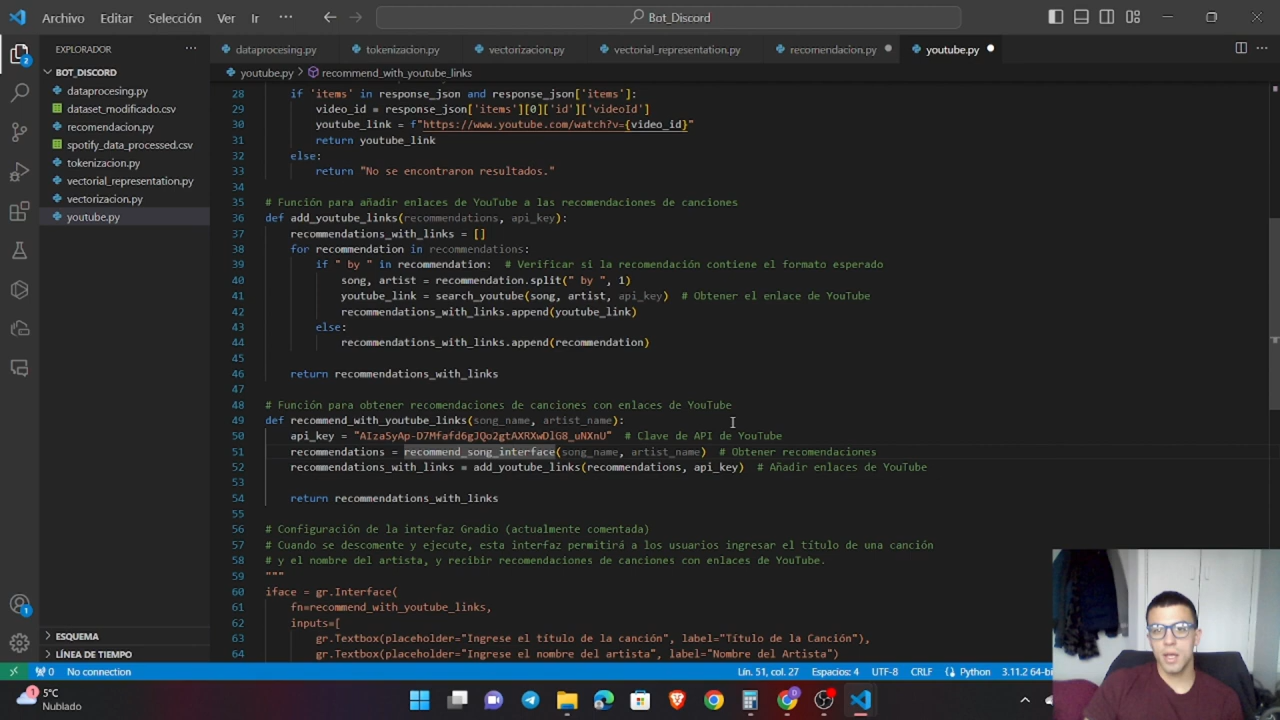 Archivo Editar Selección Ver Ir ··· Bot_Discord
EXPLORADOR ···
dataprocesing.py tokenizacion.py vectorizacion.py vectorial_representation.py recomendacion.py youtube.py
BOT_DISCORD
youtube.py > recommend_with_youtube_links
dataprocesing.py
dataset_modificado.csv
recomendacion.py
spotify_data_processed.csv
tokenizacion.py
vectorial_representation.py
vectorizacion.py
youtube.py
28 if 'items' in response_json and response_json['items']:
29 video_id = response_json['items'][0]['id']['videoId']
30 youtube_link = f"https://www.youtube.com/watch?v={video_id}"
31 return youtube_link
32 else:
33 return "No se encontraron resultados."
34
35 # Función para añadir enlaces de YouTube a las recomendaciones de canciones
36 def add_youtube_links(recommendations, api_key):
37 recommendations_with_links = []
38 for recommendation in recommendations:
39 if " by " in recommendation: # Verificar si la recomendación contiene el formato esperado
40 song, artist = recommendation.split(" by ", 1)
41 youtube_link = search_youtube(song, artist, api_key) # Obtener el enlace de YouTube
42 recommendations_with_links.append(youtube_link)
43 else:
44 recommendations_with_links.append(recommendation)
45
46 return recommendations_with_links
47
48 # Función para obtener recomendaciones de canciones con enlaces de YouTube
49 def recommend_with_youtube_links(song_name, artist_name):
50 api_key = "AIzaSyAp-D7Mfafd6gJQo2gtAXRXwDlG8_uNXnU" # Clave de API de YouTube
51 recommendations = recommend_song_interface(song_name, artist_name) # Obtener recomendaciones
52 recommendations_with_links = add_youtube_links(recommendations, api_key) # Añadir enlaces de YouTube
53
54 return recommendations_with_links
55
56 # Configuración de la interfaz Gradio (actualmente comentada)
57 # Cuando se descomente y ejecute, esta interfaz permitirá a los usuarios ingresar el título de una canción
58 # y el nombre del artista, y recibir recomendaciones de canciones con enlaces de YouTube.
59 """
60 iface = gr.Interface(
61 fn=recommend_with_youtube_links,
62 inputs=[
63 gr.Textbox(placeholder="Ingrese el título de la canción", label="Título de la Canción"),
64 gr.Textbox(placeholder="Ingrese el nombre del artista", label="Nombre del Artista")
ESQUEMA
LÍNEA DE TIEMPO
0 No connection Lín. 51, col. 27 Espacios: 4 UTF-8 CRLF Python 3.11.2 64-bi
2
1
1
5°C
Nublado